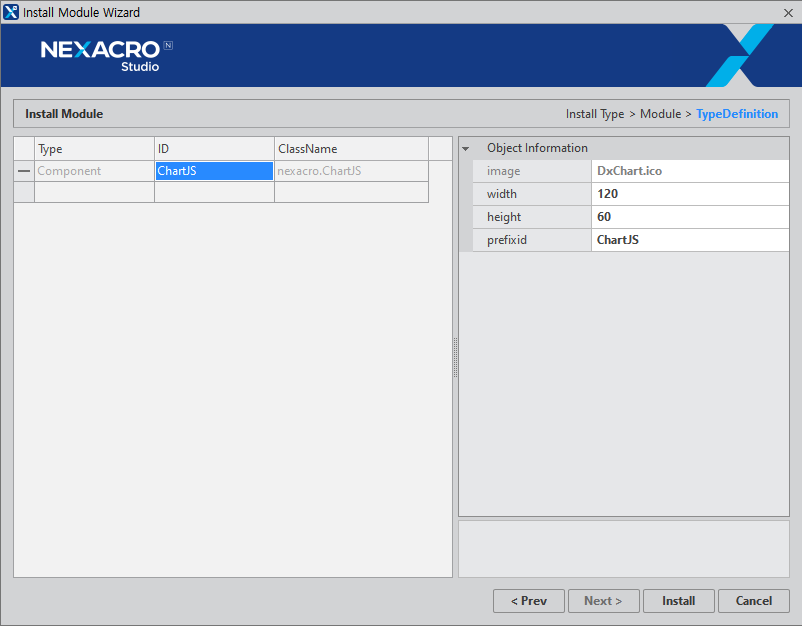 Install Module Wizard
NEXACRO N
Studio
Install Module
Install Type > Module > TypeDefinition
Type ID ClassName
Component ChartJS nexacro.ChartJS
Object Information
image DxChart.ico
width 120
height 60
prefixid ChartJS
< Prev Next > Install Cancel